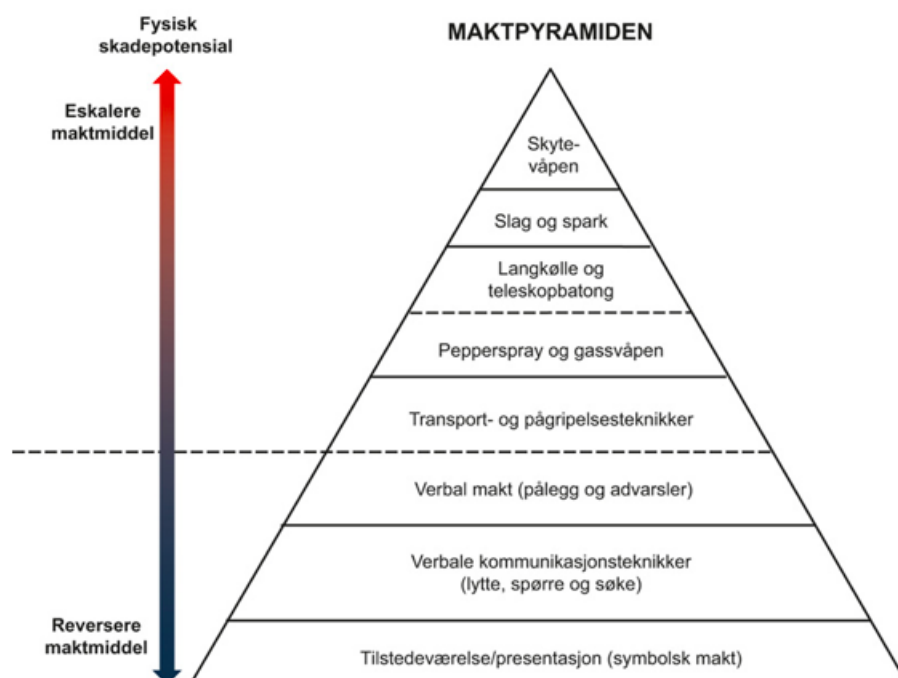 Fysisk
skadepotensial
MAKTPYRAMIDEN
Eskalere
maktmiddel
Skyte-
våpen
Slag og spark
Langkølle og
teleskopbatong
Pepperspray og gassvåpen
Transport- og pågripelsesteknikker
Verbal makt (pålegg og advarsler)
Verbale kommunikasjonsteknikker
(lytte, spørre og søke)
Reversere
maktmiddel
Tilstedeværelse/presentasjon (symbolsk makt)